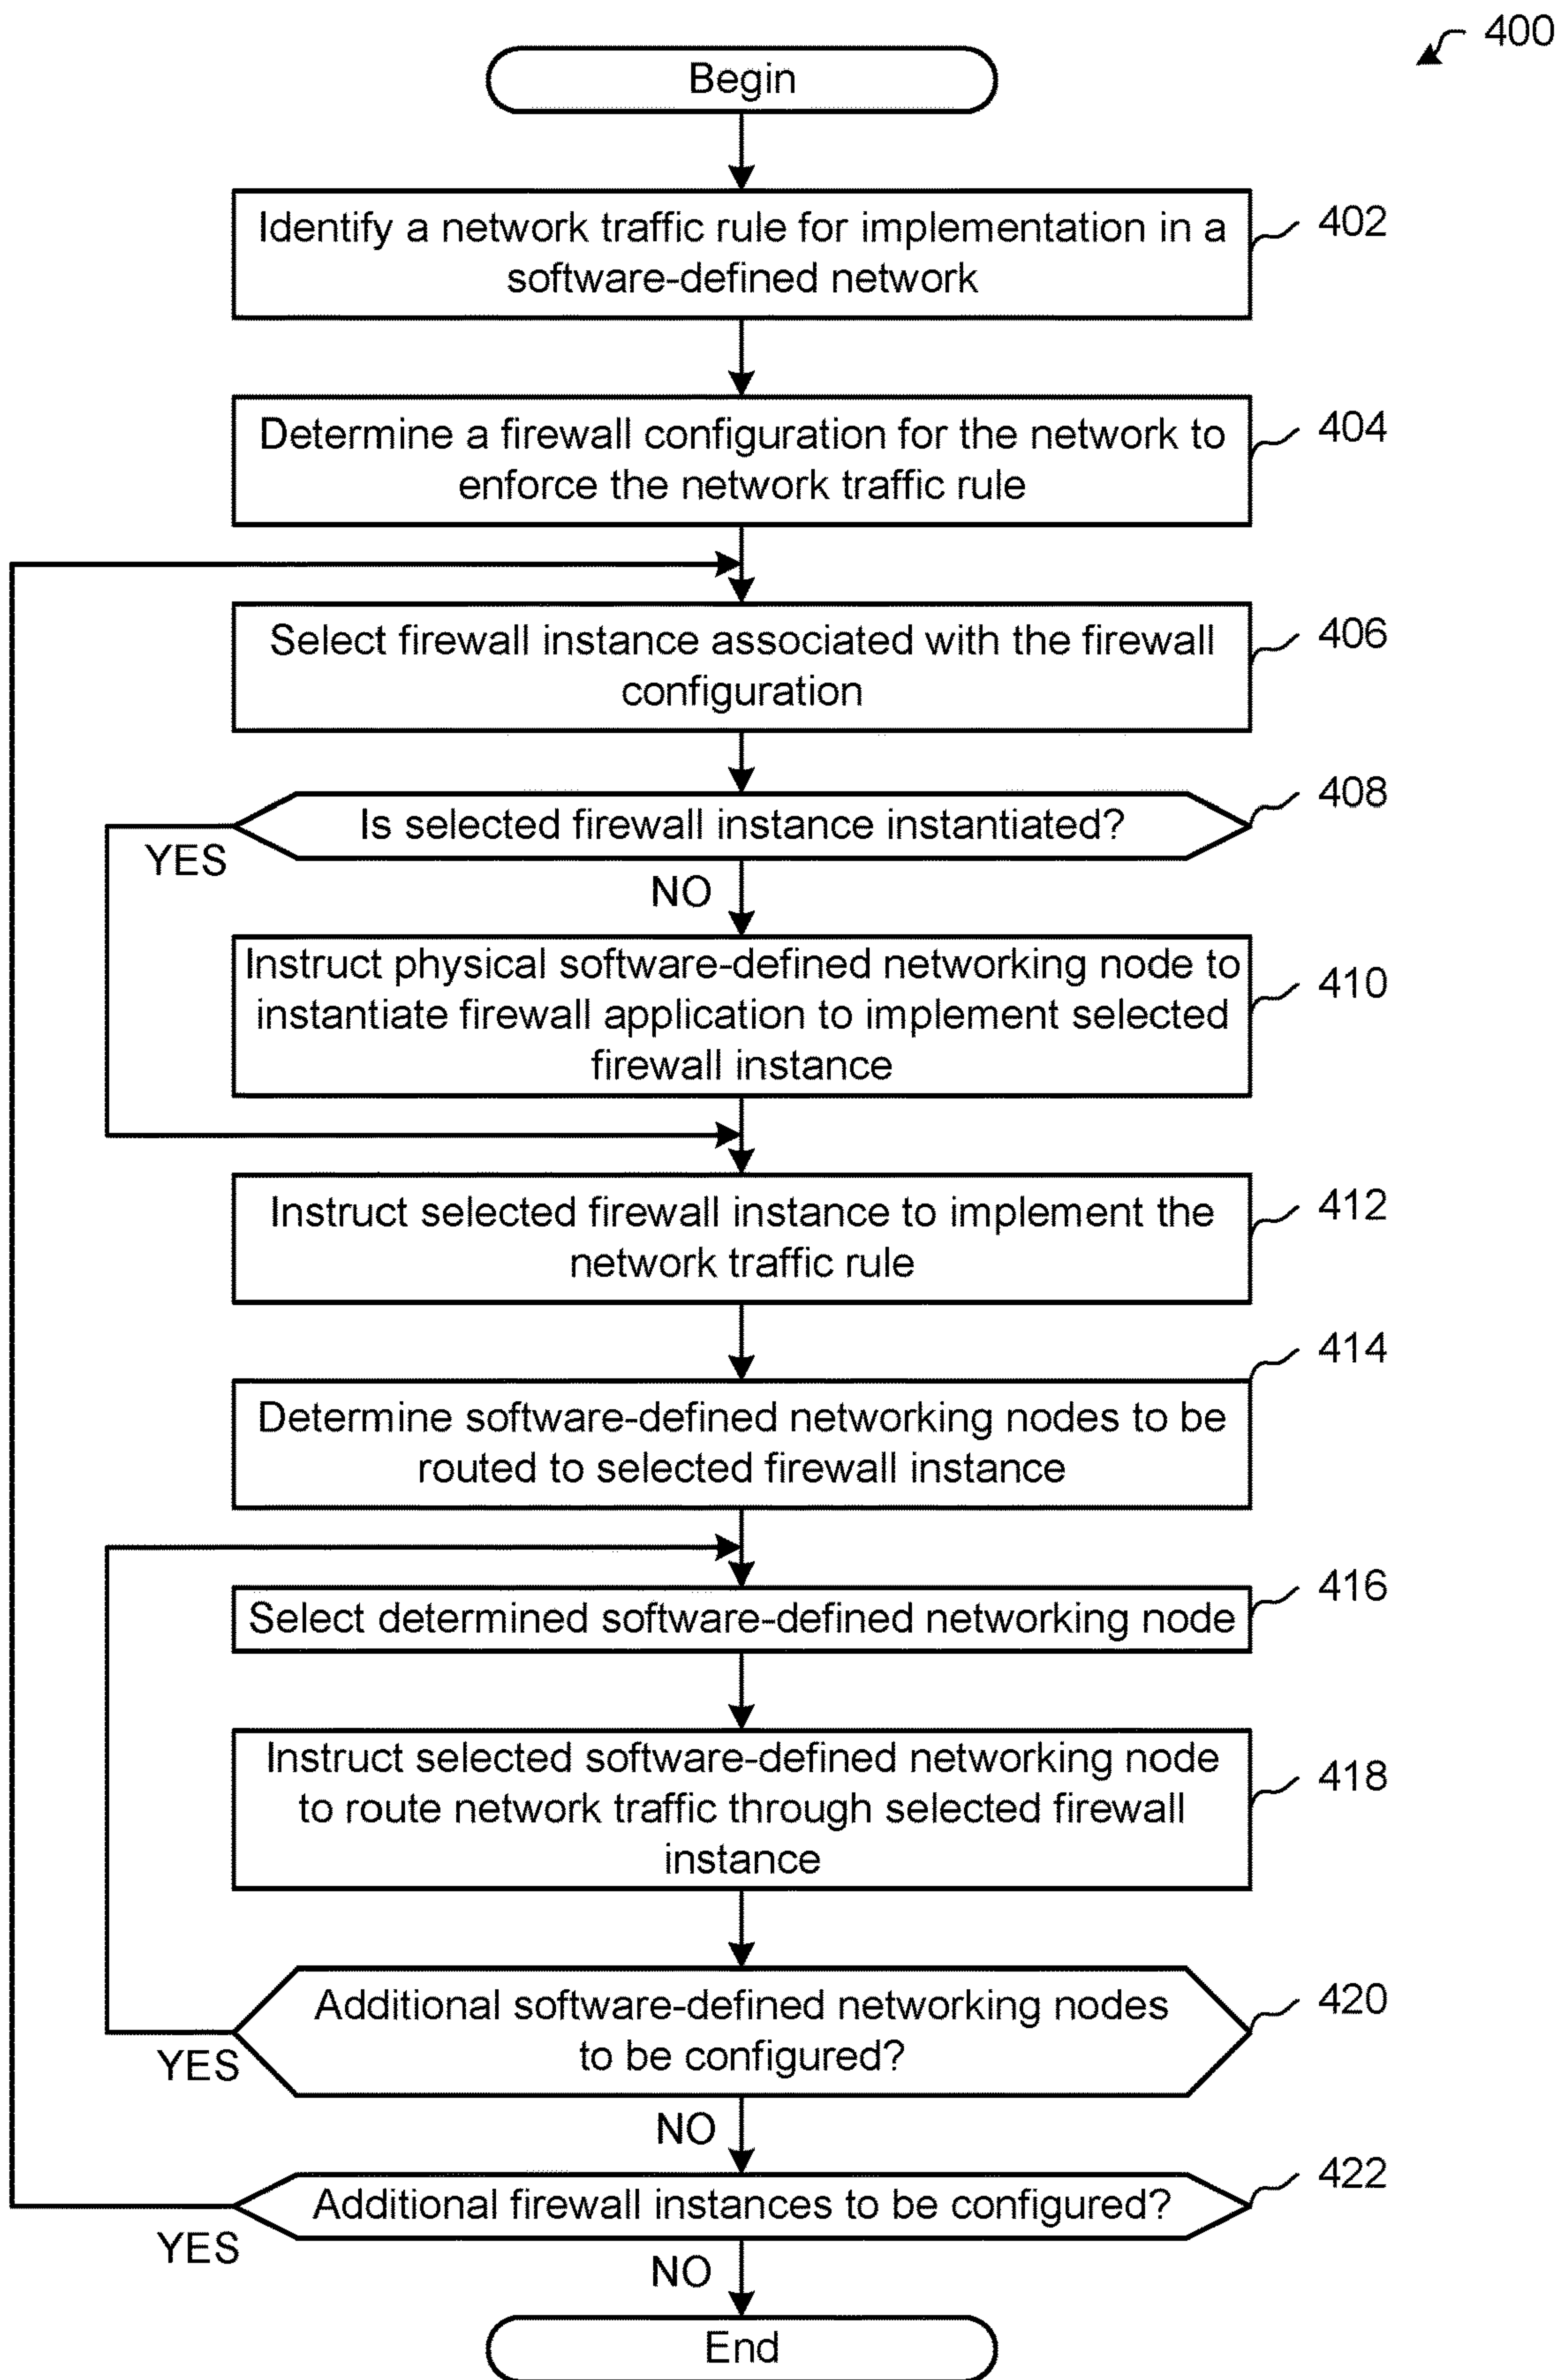 400
Begin
Identify a network traffic rule for implementation in a
software-defined network
402
Determine a firewall configuration for the network to
enforce the network traffic rule
404
Select firewall instance associated with the firewall
configuration
406
Is selected firewall instance instantiated?
408
YES
NO
Instruct physical software-defined networking node to
instantiate firewall application to implement selected
firewall instance
410
Instruct selected firewall instance to implement the
network traffic rule
412
Determine software-defined networking nodes to be
routed to selected firewall instance
414
Select determined software-defined networking node
416
Instruct selected software-defined networking node
to route network traffic through selected firewall
instance
418
Additional software-defined networking nodes
to be configured?
420
YES
NO
Additional firewall instances to be configured?
422
YES
NO
End